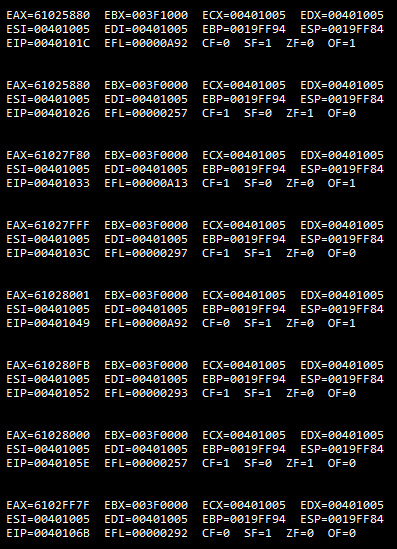 EAX=61025880 EBX=003F1000 ECX=00401005 EDX=00401005
ESI=00401005 EDI=00401005 EBP=0019FF94 ESP=0019FF84
EIP=0040101C EFL=00000A92 CF=0 SF=1 ZF=0 OF=1
EAX=61025880 EBX=003F0000 ECX=00401005 EDX=00401005
ESI=00401005 EDI=00401005 EBP=0019FF94 ESP=0019FF84
EIP=00401026 EFL=00000257 CF=1 SF=0 ZF=1 OF=0
EAX=61027F80 EBX=003F0000 ECX=00401005 EDX=00401005
ESI=00401005 EDI=00401005 EBP=0019FF94 ESP=0019FF84
EIP=00401033 EFL=00000A13 CF=1 SF=0 ZF=0 OF=1
EAX=61027FFF EBX=003F0000 ECX=00401005 EDX=00401005
ESI=00401005 EDI=00401005 EBP=0019FF94 ESP=0019FF84
EIP=0040103C EFL=00000297 CF=1 SF=1 ZF=0 OF=0
EAX=61028001 EBX=003F0000 ECX=00401005 EDX=00401005
ESI=00401005 EDI=00401005 EBP=0019FF94 ESP=0019FF84
EIP=00401049 EFL=00000A92 CF=0 SF=1 ZF=0 OF=1
EAX=610280FB EBX=003F0000 ECX=00401005 EDX=00401005
ESI=00401005 EDI=00401005 EBP=0019FF94 ESP=0019FF84
EIP=00401052 EFL=00000293 CF=1 SF=1 ZF=0 OF=0
EAX=61028000 EBX=003F0000 ECX=00401005 EDX=00401005
ESI=00401005 EDI=00401005 EBP=0019FF94 ESP=0019FF84
EIP=0040105E EFL=00000257 CF=1 SF=0 ZF=1 OF=0
EAX=6102FF7F EBX=003F0000 ECX=00401005 EDX=00401005
ESI=00401005 EDI=00401005 EBP=0019FF94 ESP=0019FF84
EIP=0040106B EFL=00000292 CF=0 SF=1 ZF=0 OF=0